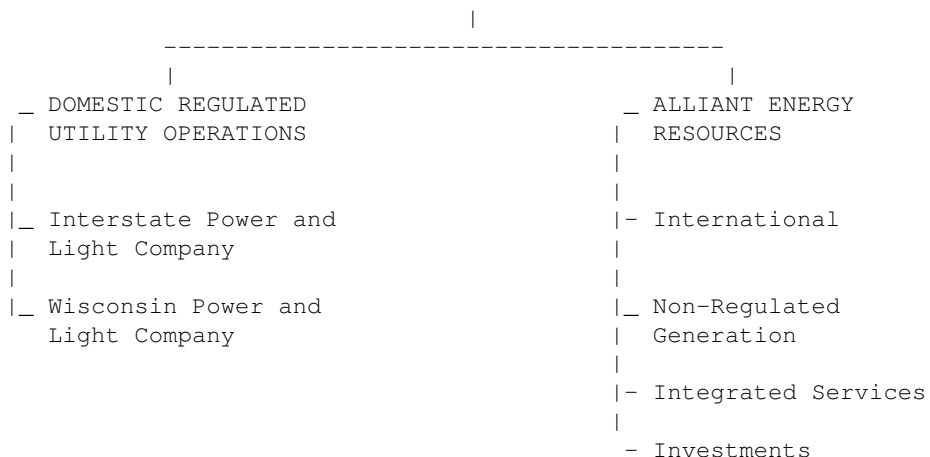 DOMESTIC REGULATED ALLIANT ENERGY
UTILITY OPERATIONS RESOURCES
Interstate Power and International
Light Company
Wisconsin Power and Non-Regulated
Light Company Generation
Integrated Services
Investments